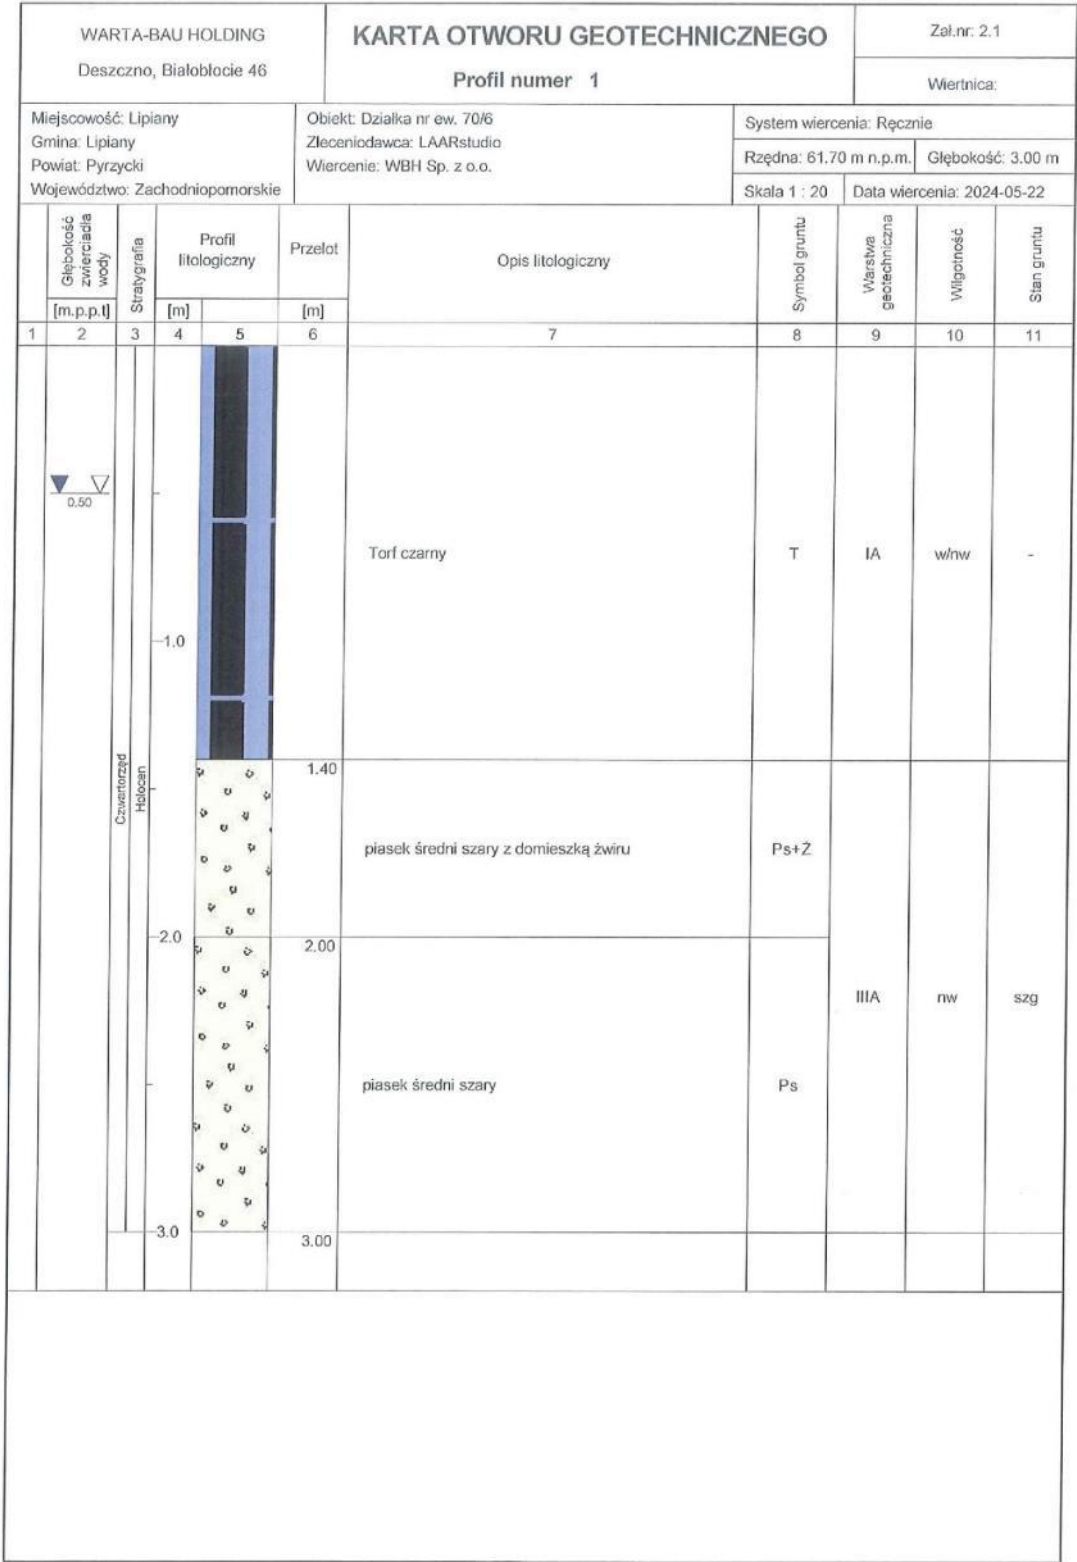 WARTA-BAU HOLDING
Deszczno, Białobłocie 46
KARTA OTWORU GEOTECHNICZNEGO
Profil numer 1
Zał.nr: 2.1
Wiertnica:
Miejscowość: Lipiany
Gmina: Lipiany
Powiat: Pyrzycki
Województwo: Zachodniopomorskie
Obiekt: Działka nr ew. 70/6
Zleceniodawca: LAARstudio
Wiercenie: WBH Sp. z o.o.
System wiercenia: Ręcznie
Rzędna: 61.70 m n.p.m.
Głębokość: 3.00 m
Skala 1 : 20
Data wiercenia: 2024-05-22
Głębokość
zwierciadła
wody
[m.p.p.t]
Stratygrafia
Profil
litologiczny
[m]
Przelot
[m]
Opis litologiczny
Symbol gruntu
Warstwa
geotechniczna
Wilgotność
Stan gruntu
1 2 3 4 5 6 7 8 9 10 11
0.50
Torf czarny T IA w/nw -
1.0
Czwartorzęd
Holocen
1.40
piasek średni szary z domieszką żwiru Ps+Ż
2.0
2.00
IIIA nw szg
piasek średni szary Ps
3.0
3.00